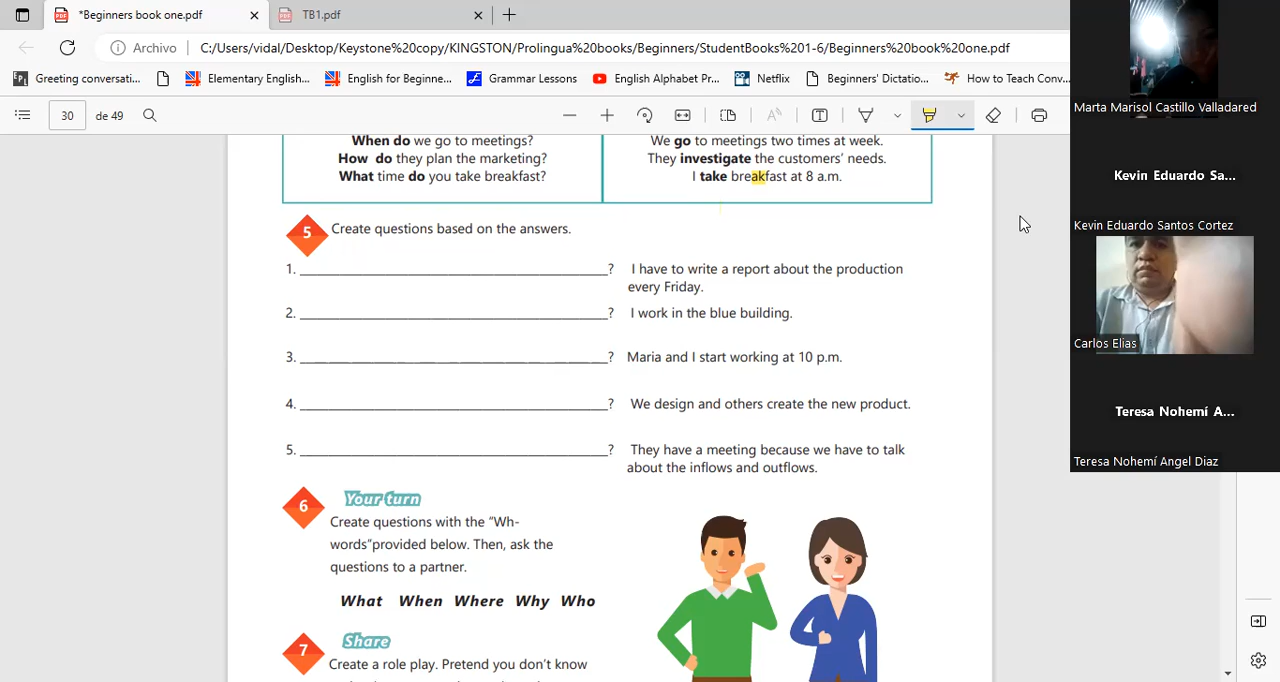 *Beginners book one.pdf
TB1.pdf
Archivo
C:/Users/vidal/Desktop/Keystone%20copy/KINGSTON/Prolingua%20books/Beginners/StudentBooks%201-6/Beginners%20book%20one.pdf
Greeting conversati...
Elementary English...
English for Beginne...
Grammar Lessons
English Alphabet Pr...
Netflix
Beginners' Dictatio...
How to Teach Conv...
30 de 49
When do we go to meetings? We go to meetings two times at week.
How do they plan the marketing? They investigate the customers' needs.
What time do you take breakfast? I take breakfast at 8 a.m.
5 Create questions based on the answers.
1. ________________________________________? I have to write a report about the production
every Friday.
2. ________________________________________? I work in the blue building.
3. ________________________________________? Maria and I start working at 10 p.m.
4. ________________________________________? We design and others create the new product.
5. ________________________________________? They have a meeting because we have to talk
about the inflows and outflows.
6 Your turn
Create questions with the "Wh-
words"provided below. Then, ask the
questions to a partner.
What When Where Why Who
7 Share
Create a role play. Pretend you don't know
Marta Marisol Castillo Valladared
Kevin Eduardo Sa...
Kevin Eduardo Santos Cortez
Carlos Elias
Teresa Nohemí A...
Teresa Nohemí Angel Diaz